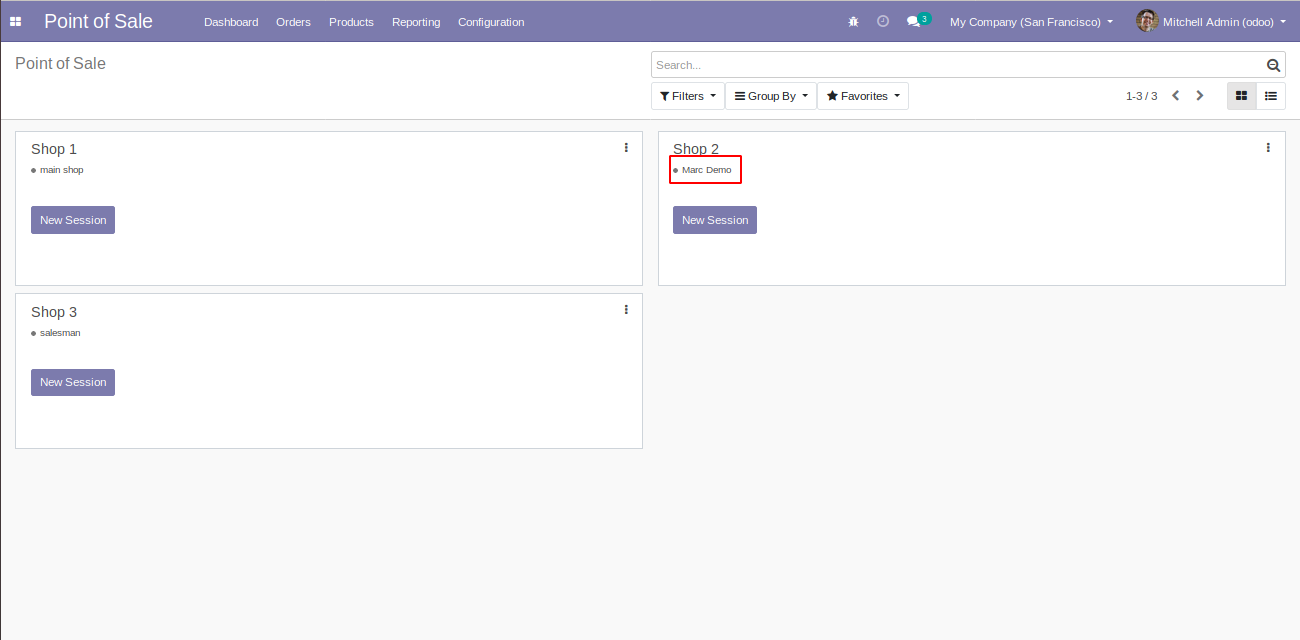 Point of Sale Dashboard Orders Products Reporting Configuration 3 My Company (San Francisco) Mitchell Admin (odoo)
Point of Sale
Search...
Filters Group By Favorites 1-3 / 3
Shop 1
main shop
New Session
Shop 2
Marc Demo
New Session
Shop 3
salesman
New Session